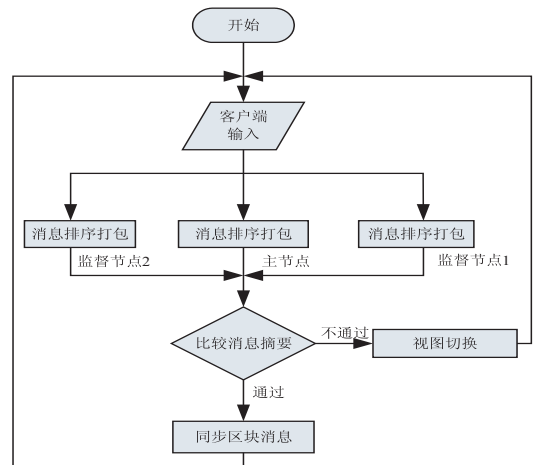 开始
客户端
输入
消息排序打包
消息排序打包
消息排序打包
监督节点2
主节点
监督节点1
比较消息摘要
不通过
视图切换
通过
同步区块消息